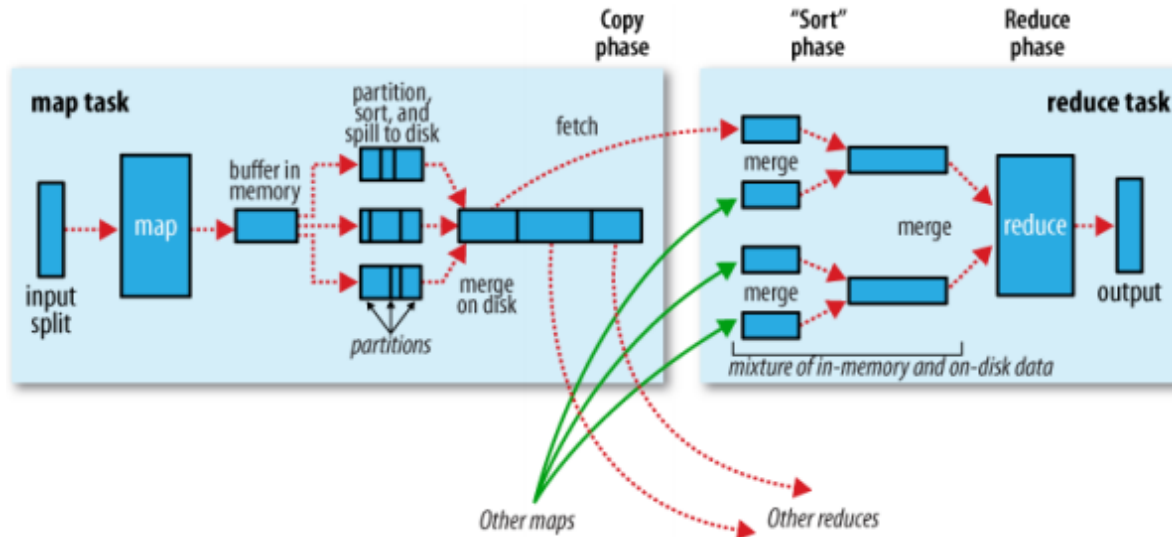 Copy
phase
"Sort"
phase
Reduce
phase
map task
partition,
sort, and
spill to disk
fetch
buffer in
memory
map
input
split
merge
on disk
partitions
reduce task
merge
merge
merge
reduce
output
mixture of in-memory and on-disk data
Other maps
Other reduces